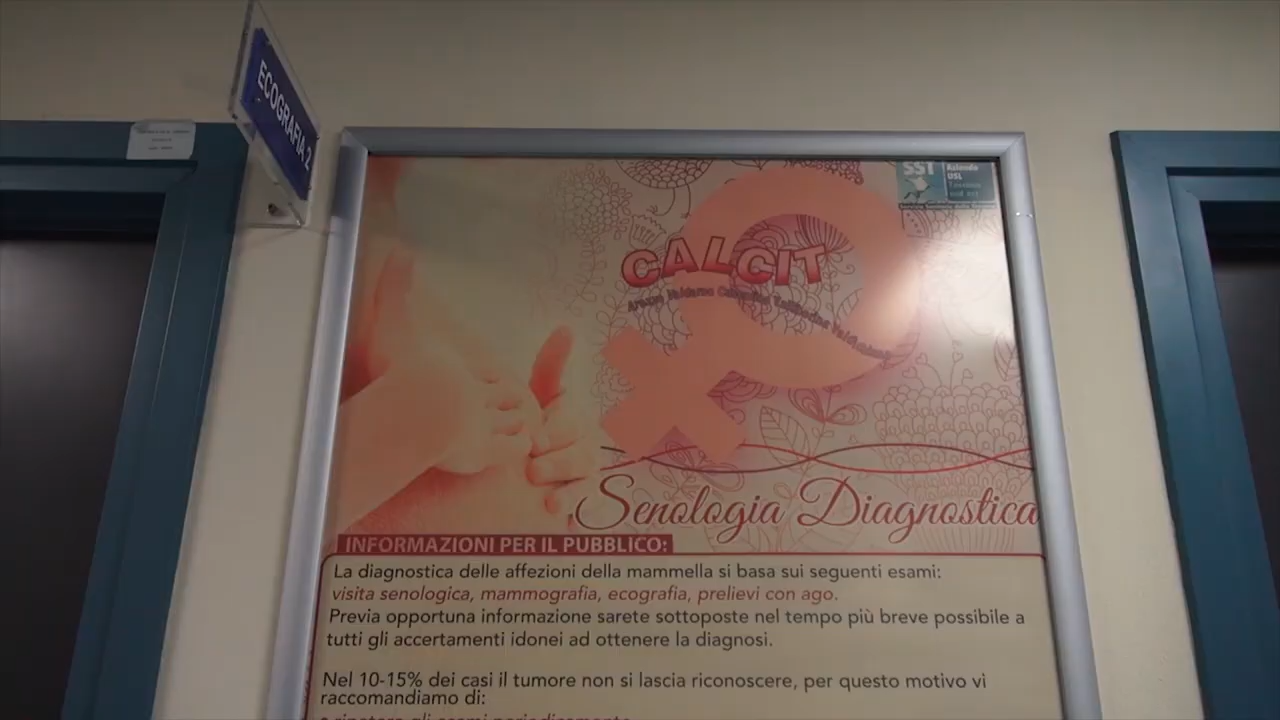 ECOGRAFIA 2
SST
Azienda
USL
Toscana
sud est
CALCIT
Senologia Diagnostica
INFORMAZIONI PER IL PUBBLICO:
La diagnostica delle affezioni della mammella si basa sui seguenti esami:
visita senologica, mammografia, ecografia, prelievi con ago.
Previa opportuna informazione sarete sottoposte nel tempo più breve possibile a
tutti gli accertamenti idonei ad ottenere la diagnosi.
Nel 10-15% dei casi il tumore non si lascia riconoscere, per questo motivo vi
raccomandiamo di: